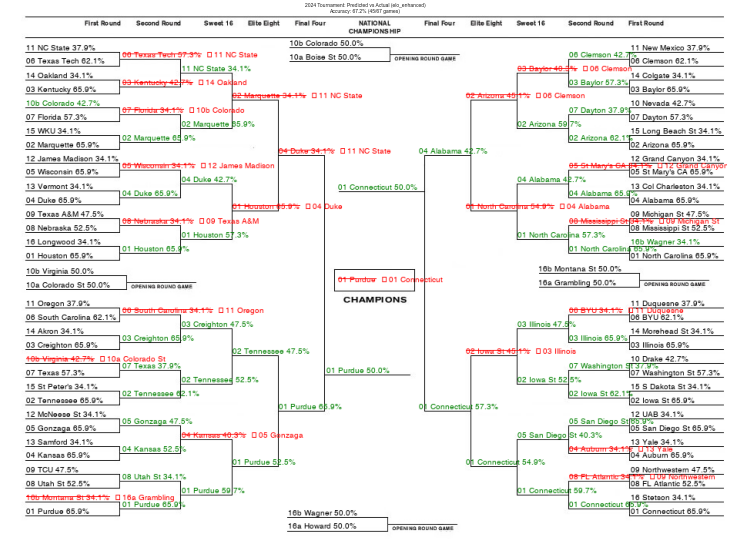 2024 Tournament: Predicted vs Actual (elo_enhanced)
Accuracy: 67.2% (45/67 games)
First Round
Second Round
Sweet 16
Elite Eight
Final Four
NATIONAL
CHAMPIONSHIP
Final Four
Elite Eight
Sweet 16
Second Round
First Round
11 NC State 37.9%
06 Texas Tech 62.1%
14 Oakland 34.1%
03 Kentucky 65.9%
10b Colorado 42.7%
07 Florida 57.3%
15 WKU 34.1%
02 Marquette 65.9%
12 James Madison 34.1%
05 Wisconsin 65.9%
13 Vermont 34.1%
04 Duke 65.9%
09 Texas A&M 47.5%
08 Nebraska 52.5%
16 Longwood 34.1%
01 Houston 65.9%
10b Virginia 50.0%
10a Colorado St 50.0%
OPENING ROUND GAME
11 Oregon 37.9%
06 South Carolina 62.1%
14 Akron 34.1%
03 Creighton 65.9%
10b Virginia 42.7% 10a Colorado St
07 Texas 57.3%
15 St Peter's 34.1%
02 Tennessee 65.9%
12 McNeese St 34.1%
05 Gonzaga 65.9%
13 Samford 34.1%
04 Kansas 65.9%
09 TCU 47.5%
08 Utah St 52.5%
16b Montana St 34.1% 16a Grambling
01 Purdue 65.9%
06 Texas Tech 57.3% 11 NC State
03 Kentucky 42.7% 14 Oakland
07 Florida 34.1% 10b Colorado
02 Marquette 65.9%
05 Wisconsin 34.1% 12 James Madison
04 Duke 65.9%
08 Nebraska 34.1% 09 Texas A&M
01 Houston 65.9%
06 South Carolina 34.1% 11 Oregon
03 Creighton 65.9%
07 Texas 37.9%
02 Tennessee 62.1%
05 Gonzaga 47.5%
04 Kansas 52.5%
08 Utah St 34.1%
01 Purdue 65.9%
11 NC State 34.1%
02 Marquette 65.9%
04 Duke 42.7%
01 Houston 57.3%
03 Creighton 47.5%
02 Tennessee 52.5%
04 Kansas 40.3% 05 Gonzaga
01 Purdue 59.7%
02 Marquette 34.1% 11 NC State
01 Houston 65.9% 04 Duke
02 Tennessee 47.5%
01 Purdue 52.5%
04 Duke 34.1% 11 NC State
01 Purdue 65.9%
10b Colorado 50.0%
10a Boise St 50.0%
OPENING ROUND GAME
01 Connecticut 50.0%
01 Purdue 01 Connecticut
CHAMPIONS
01 Purdue 50.0%
16b Wagner 50.0%
16a Howard 50.0%
OPENING ROUND GAME
04 Alabama 42.7%
01 Connecticut 57.3%
02 Arizona 45.1% 06 Clemson
01 North Carolina 54.9% 04 Alabama
02 Iowa St 45.1% 03 Illinois
01 Connecticut 54.9%
03 Baylor 40.3% 06 Clemson
02 Arizona 59.7%
04 Alabama 42.7%
01 North Carolina 57.3%
03 Illinois 47.5%
02 Iowa St 52.5%
05 San Diego St 40.3%
01 Connecticut 59.7%
06 Clemson 42.7%
03 Baylor 57.3%
07 Dayton 37.9%
02 Arizona 62.1%
05 St Mary's CA 34.1% 12 Grand Canyon
04 Alabama 65.9%
08 Mississippi St 34.1% 09 Michigan St
01 North Carolina 65.9%
16b Montana St 50.0%
16a Grambling 50.0%
OPENING ROUND GAME
06 BYU 34.1% 11 Duquesne
03 Illinois 65.9%
07 Washington St 37.9%
02 Iowa St 62.1%
05 San Diego St 65.9%
04 Auburn 34.1% 13 Yale
08 FL Atlantic 34.1% 09 Northwestern
01 Connecticut 65.9%
11 New Mexico 37.9%
06 Clemson 62.1%
14 Colgate 34.1%
03 Baylor 65.9%
10 Nevada 42.7%
07 Dayton 57.3%
15 Long Beach St 34.1%
02 Arizona 65.9%
12 Grand Canyon 34.1%
05 St Mary's CA 65.9%
13 Col Charleston 34.1%
04 Alabama 65.9%
09 Michigan St 47.5%
08 Mississippi St 52.5%
16b Wagner 34.1%
01 North Carolina 65.9%
11 Duquesne 37.9%
06 BYU 62.1%
14 Morehead St 34.1%
03 Illinois 65.9%
10 Drake 42.7%
07 Washington St 57.3%
15 S Dakota St 34.1%
02 Iowa St 65.9%
12 UAB 34.1%
05 San Diego St 65.9%
13 Yale 34.1%
04 Auburn 65.9%
09 Northwestern 47.5%
08 FL Atlantic 52.5%
16 Stetson 34.1%
01 Connecticut 65.9%